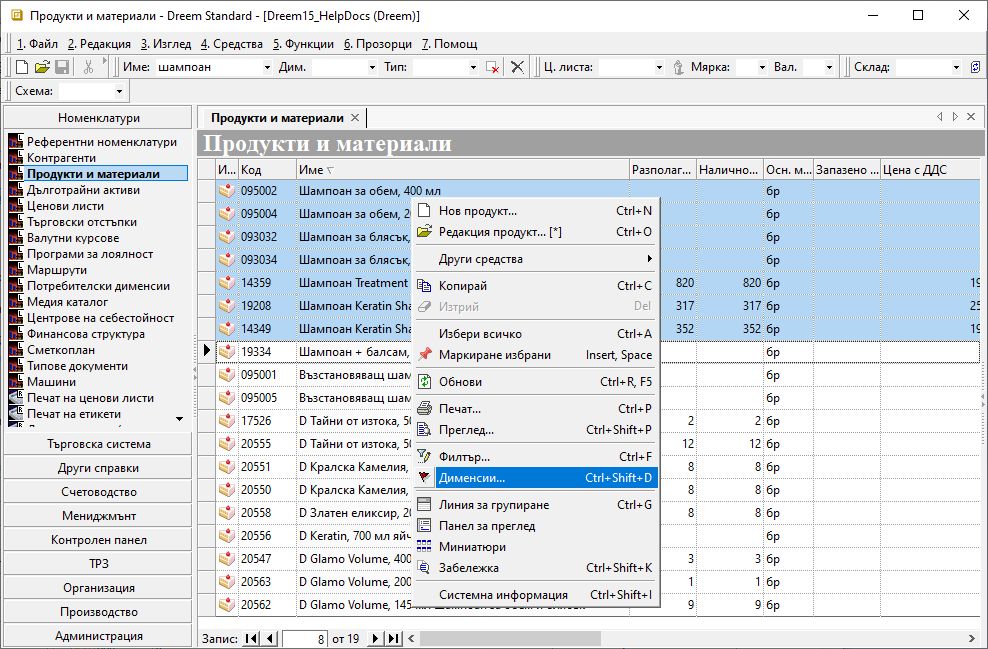 Продукти и материали - Dreem Standard - [Dreem15_HelpDocs (Dreem)]
1. Файл 2. Редакция 3. Изглед 4. Средства 5. Функции 6. Прозорци 7. Помощ
Име: шампоан Дим. Тип: Ц. листа: Мярка: Вал. Склад:
Схема:
Номенклатури
Референтни номенклатури
Контрагенти
Продукти и материали
Дълготрайни активи
Ценови листи
Търговски отстъпки
Валутни курсове
Програми за лоялност
Маршрути
Потребителски дименсии
Медия каталог
Центрове на себестойност
Финансова структура
Сметкоплан
Типове документи
Машини
Печат на ценови листи
Печат на етикети
Търговска система
Други справки
Счетоводство
Мениджмънт
Контролен панел
ТРЗ
Организация
Производство
Администрация
Продукти и материали
Продукти и материали
И... Код Име Разполаг... Налично... Осн. м... Запазено ... Цена с ДДС
095002 Шампоан за обем, 400 мл бр
095004 Шампоан за обем, 2 бр
093032 Шампоан за блясък, бр
093034 Шампоан за блясък, бр
14359 Шампоан Treatment 820 820 бр 19
19208 Шампоан Keratin Sha 317 317 бр 25
14349 Шампоан Keratin Sha 352 352 бр 19
19334 Шампоан + балсам, бр
095001 Възстановяващ шам бр
095005 Възстановяващ шам бр
17526 D Тайни от изтока, 50 2 2 бр
20555 D Тайни от изтока, 50 12 12 бр
20551 D Кралска Камелия, 8 8 бр
20550 D Кралска Камелия, 8 8 бр
20558 D Златен еликсир, 20 8 8 бр
20556 D Keratin, 700 мл яйч бр
20547 D Glamo Volume, 400 3 3 бр
20563 D Glamo Volume, 200 1 1 бр
20562 D Glamo Volume, 145 9 9 бр
Нов продукт... Ctrl+N
Редакция продукт... [*] Ctrl+O
Други средства
Копирай Ctrl+C
Изтрий Del
Избери всичко Ctrl+A
Маркиране избрани Insert, Space
Обнови Ctrl+R, F5
Печат... Ctrl+P
Преглед... Ctrl+Shift+P
Филтър... Ctrl+F
Дименсии... Ctrl+Shift+D
Линия за групиране Ctrl+G
Панел за преглед
Миниатюри
Забележка Ctrl+Shift+K
Системна информация Ctrl+Shift+I
Запис: 8 от 19